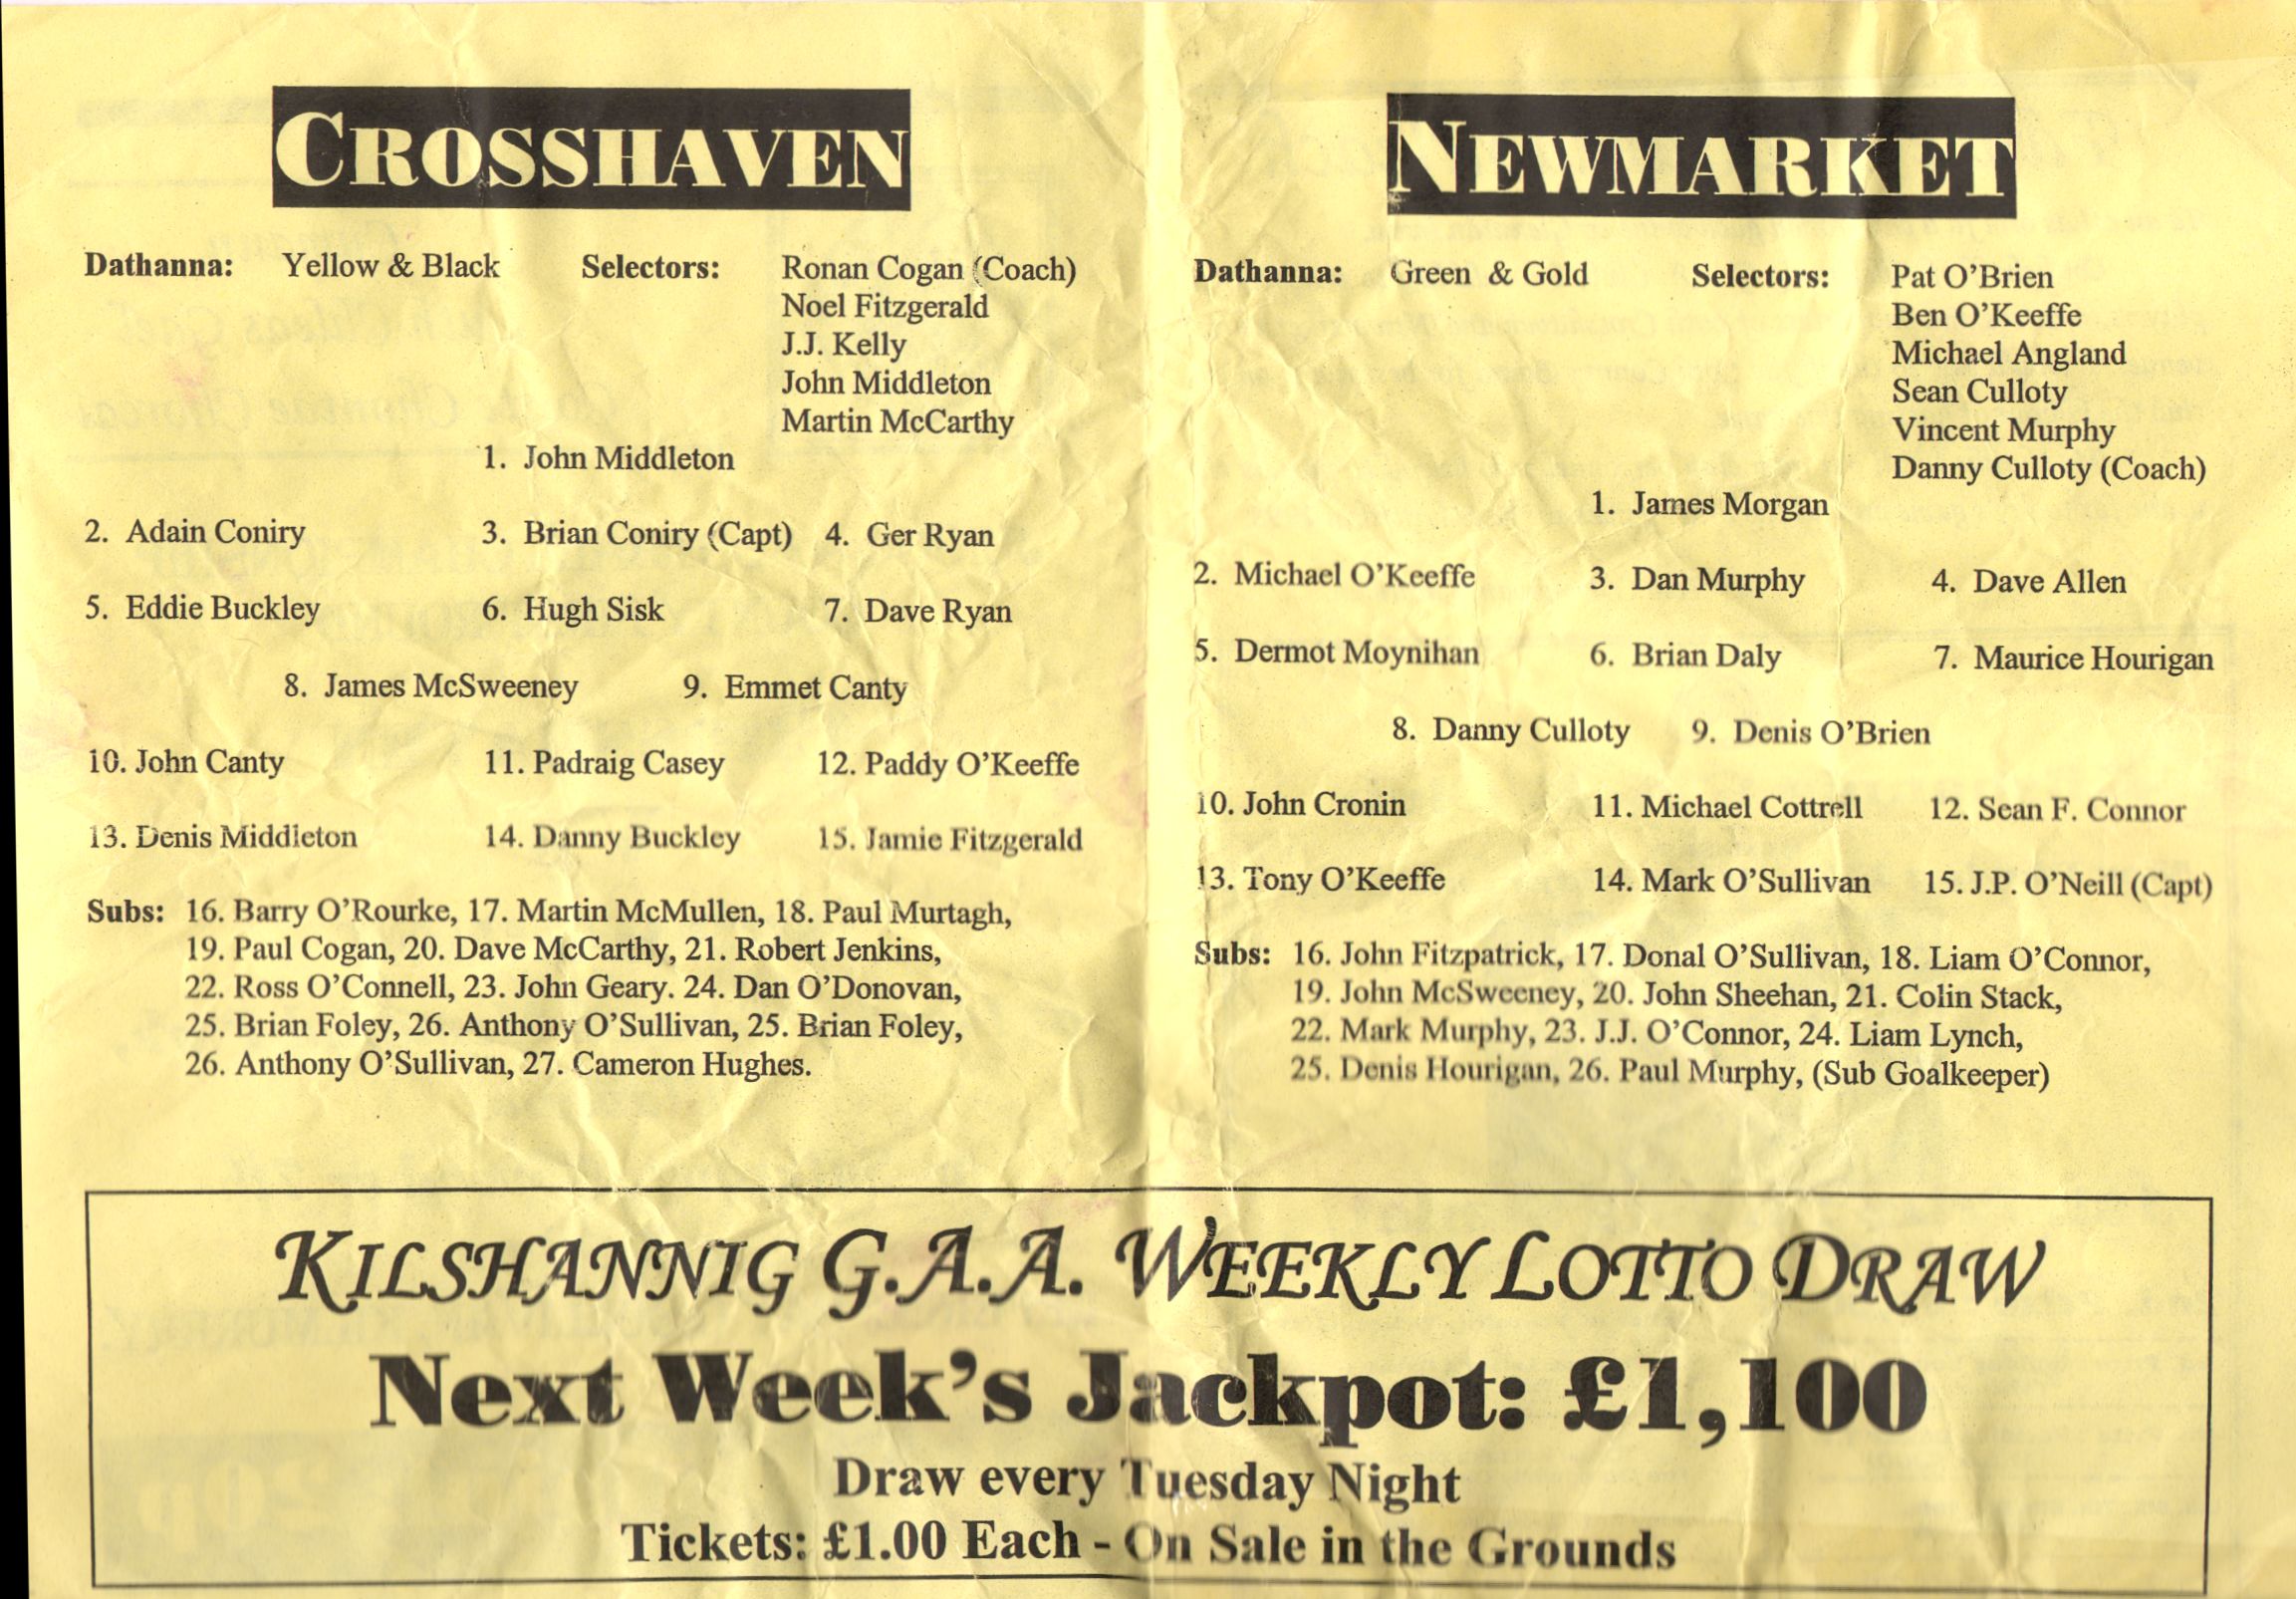 CROSSHAVEN
Dathanna: Yellow & Black Selectors: Ronan Cogan (Coach)
Noel Fitzgerald
J.J. Kelly
John Middleton
Martin McCarthy
1. John Middleton
2. Adain Coniry 3. Brian Coniry (Capt) 4. Ger Ryan
5. Eddie Buckley 6. Hugh Sisk 7. Dave Ryan
8. James McSweeney 9. Emmet Canty
10. John Canty 11. Padraig Casey 12. Paddy O'Keeffe
13. Denis Middleton 14. Danny Buckley 15. Jamie Fitzgerald
Subs: 16. Barry O'Rourke, 17. Martin McMullen, 18. Paul Murtagh,
19. Paul Cogan, 20. Dave McCarthy, 21. Robert Jenkins,
22. Ross O'Connell, 23. John Geary. 24. Dan O'Donovan,
25. Brian Foley, 26. Anthony O'Sullivan, 25. Brian Foley,
26. Anthony O'Sullivan, 27. Cameron Hughes.
NEWMARKET
Dathanna: Green & Gold Selectors: Pat O'Brien
Ben O'Keeffe
Michael Angland
Sean Culloty
Vincent Murphy
Danny Culloty (Coach)
1. James Morgan
2. Michael O'Keeffe 3. Dan Murphy 4. Dave Allen
5. Dermot Moynihan 6. Brian Daly 7. Maurice Hourigan
8. Danny Culloty 9. Denis O'Brien
10. John Cronin 11. Michael Cottrell 12. Sean F. Connor
13. Tony O'Keeffe 14. Mark O'Sullivan 15. J.P. O'Neill (Capt)
Subs: 16. John Fitzpatrick, 17. Donal O'Sullivan, 18. Liam O'Connor,
19. John McSweeney, 20. John Sheehan, 21. Colin Stack,
22. Mark Murphy, 23. J.J. O'Connor, 24. Liam Lynch,
25. Denis Hourigan, 26. Paul Murphy, (Sub Goalkeeper)
KILSHANNIG G.A.A. WEEKLY LOTTO DRAW
Next Week's Jackpot: £1,100
Draw every Tuesday Night
Tickets: £1.00 Each - On Sale in the Grounds